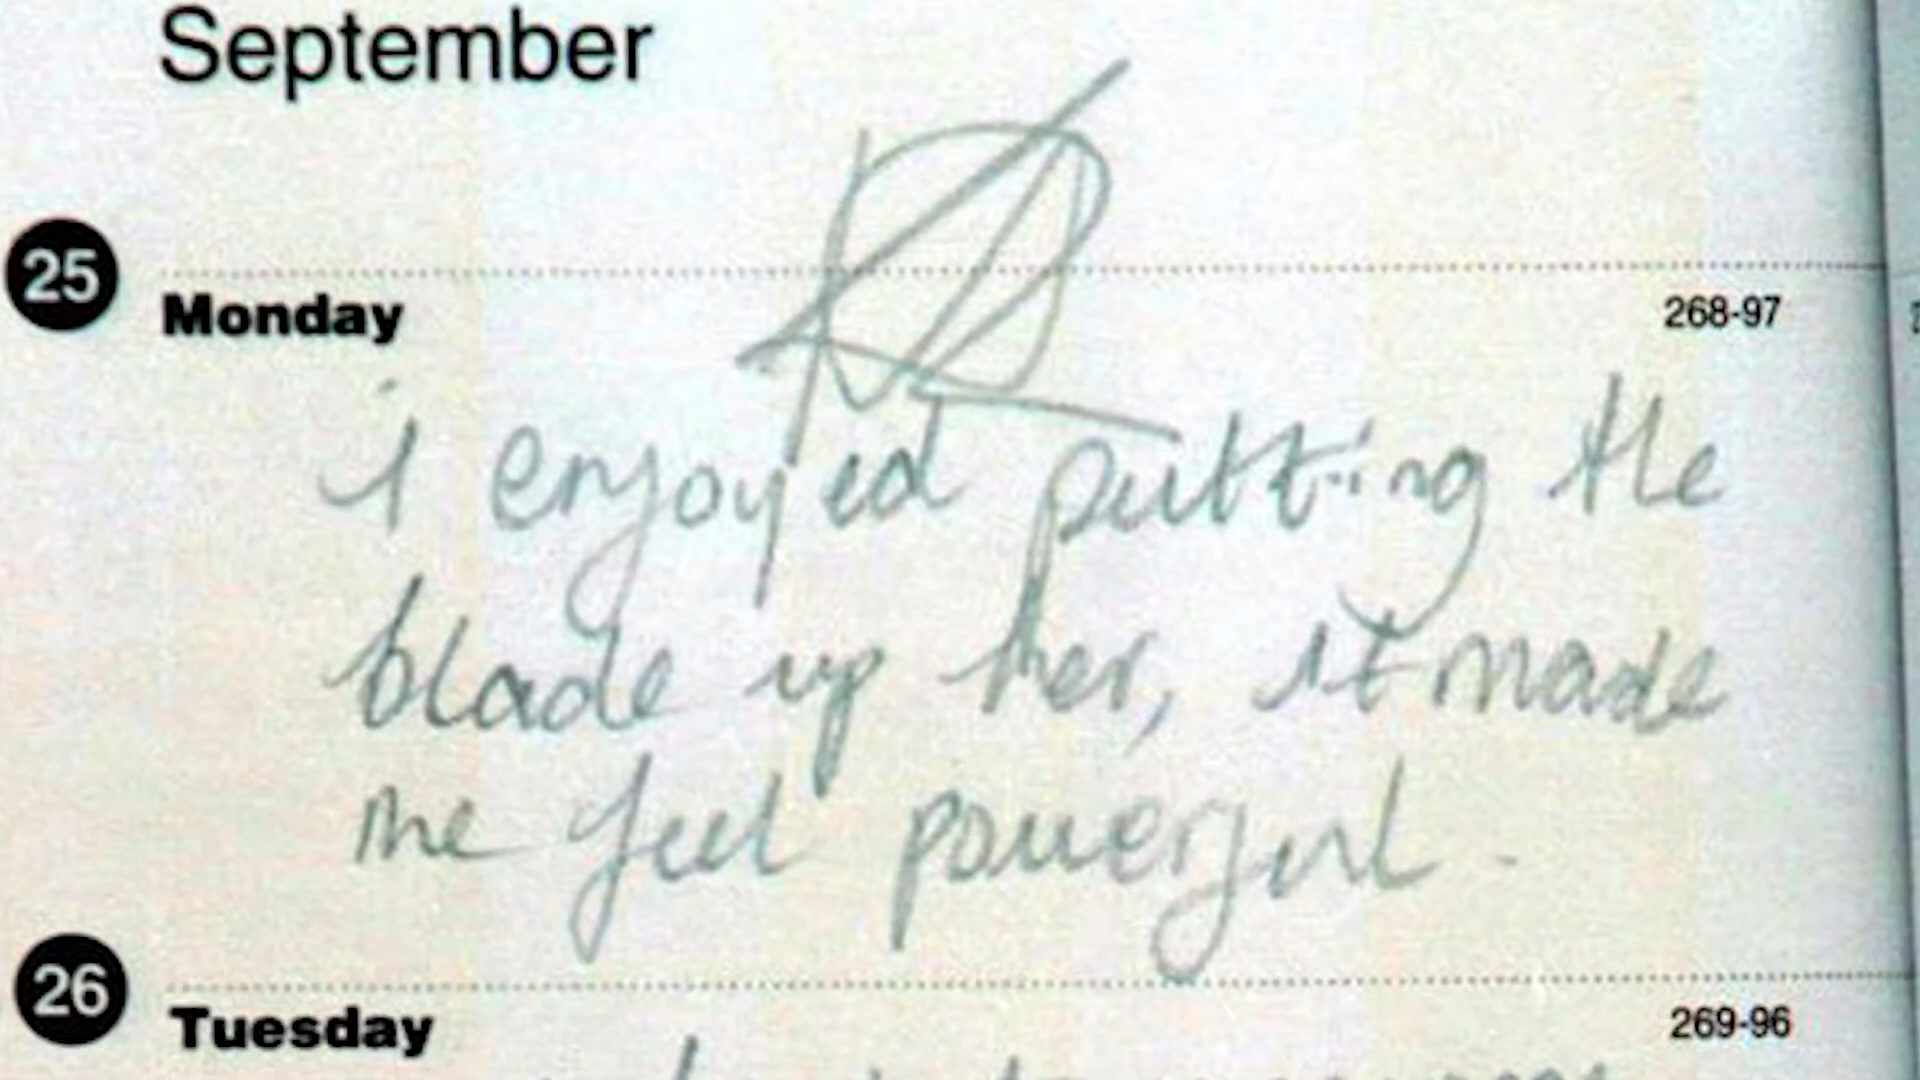 September
25
Monday
268-97
i enjoyed putting the
blade up her, it made
me feel powerful.
26
Tuesday
269-96